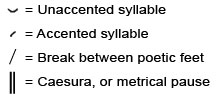 ⏑ = Unaccented syllable
ˊ = Accented syllable
/ = Break between poetic feet
‖ = Caesura, or metrical pause